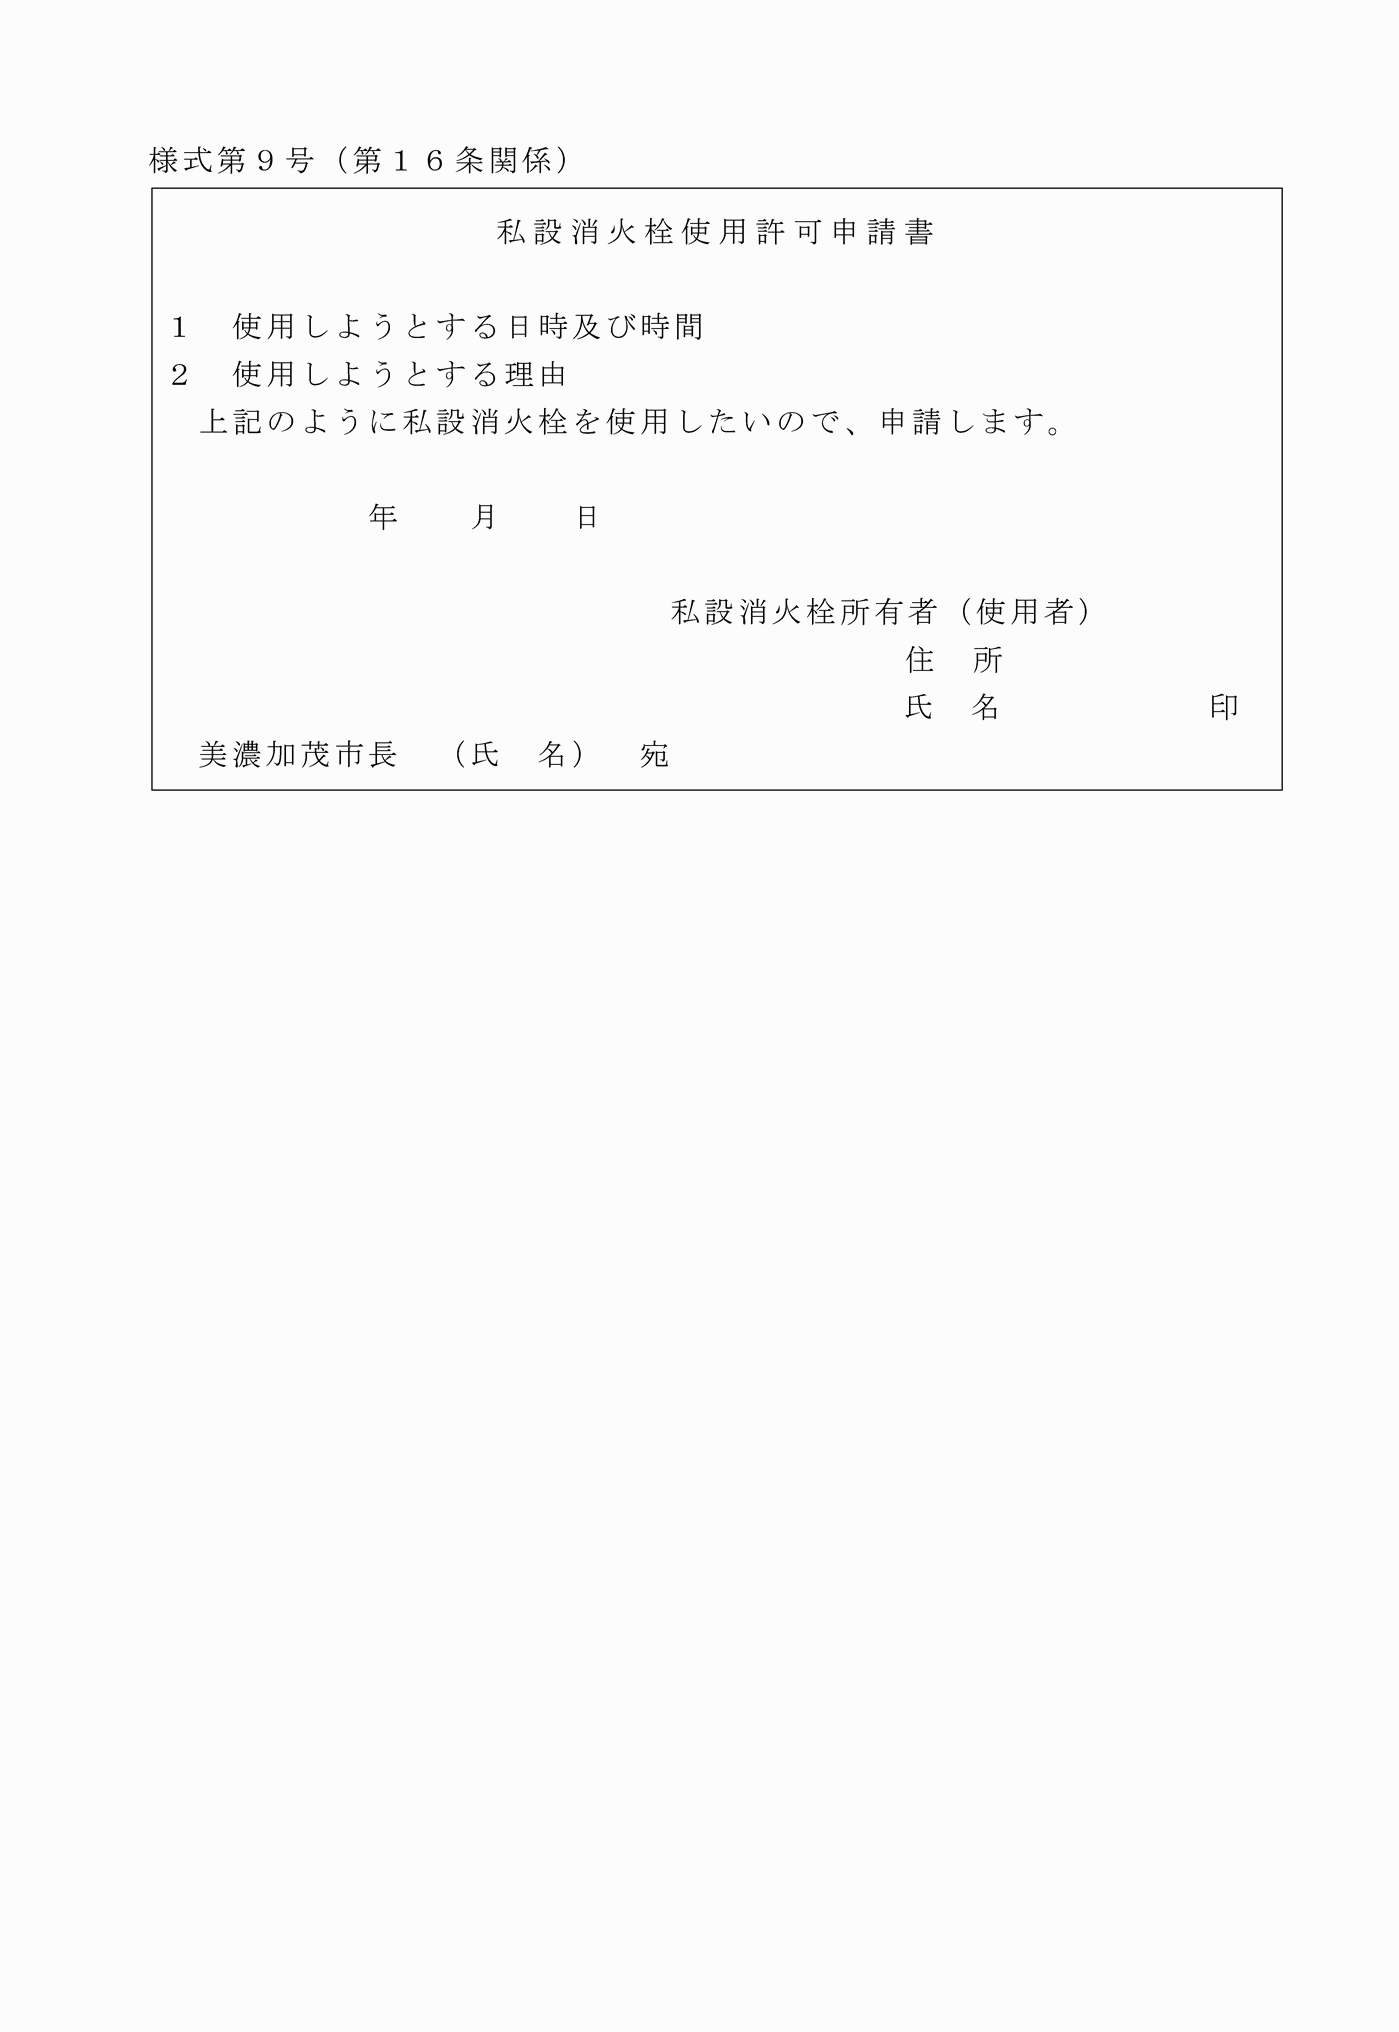 様式第９号（第１６条関係）
私設消火栓使用許可申請書
１　使用しようとする日時及び時間
２　使用しようとする理由
上記のように私設消火栓を使用したいので、申請します。
年　　月　　日
私設消火栓所有者（使用者）
住　所
氏　名　　　　　　印
美濃加茂市長　（氏　名）　宛